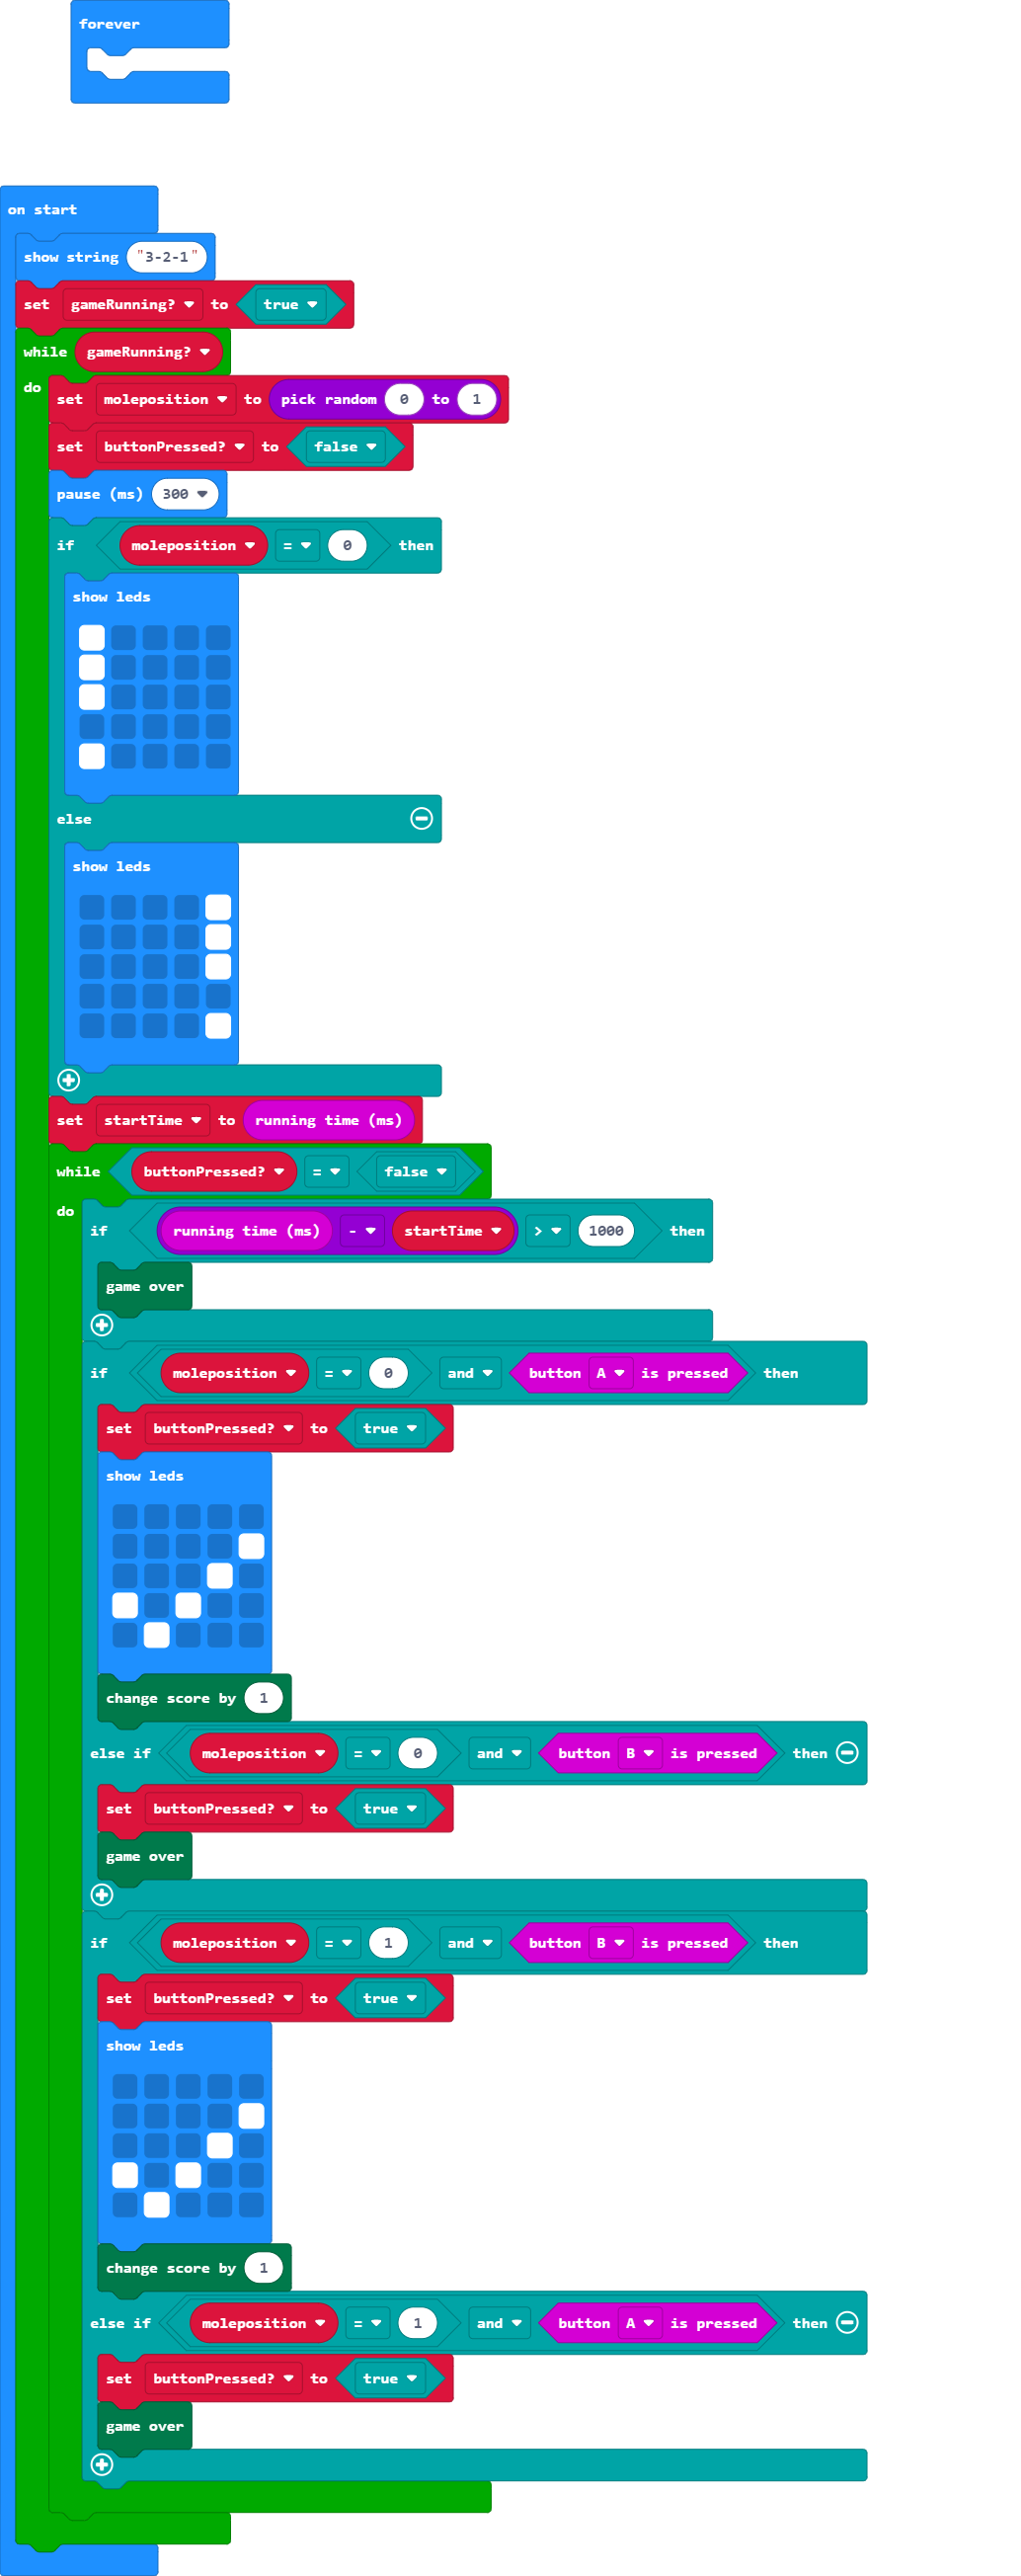 forever
on start
show string "3-2-1"
set gameRunning? to true
while gameRunning?
do
set moleposition to pick random 0 to 1
set buttonPressed? to false
pause (ms) 300
if moleposition = 0 then
show leds
else
show leds
set startTime to running time (ms)
while buttonPressed? = false
do
if running time (ms) - startTime > 1000 then
game over
if moleposition = 0 and button A is pressed then
set buttonPressed? to true
show leds
change score by 1
else if moleposition = 0 and button B is pressed then
set buttonPressed? to true
game over
if moleposition = 1 and button B is pressed then
set buttonPressed? to true
show leds
change score by 1
else if moleposition = 1 and button A is pressed then
set buttonPressed? to true
game over